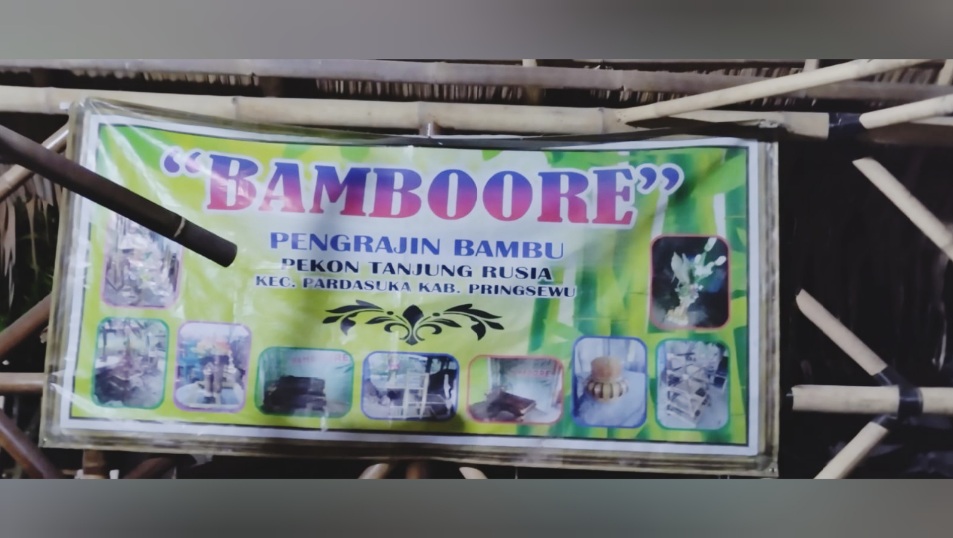 “BAMBOORE”
PENGRAJIN BAMBU
PEKON TANJUNG RUSIA
KEC. PARDASUKA KAB. PRINGSEWU